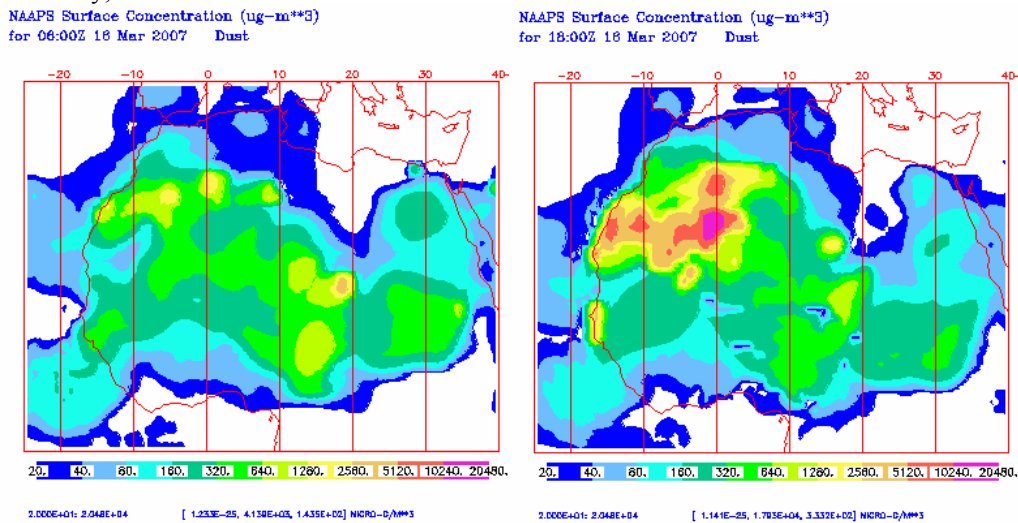 NAAPS Surface Concentration (ug-m**3)
for 06:00Z 16 Mar 2007 Dust
-20 -10 0 10 20 30 40-
20. 40. 80. 160. 320. 640. 1280. 2560. 5120. 10240. 20480.
2.000E+01: 2.048E+04 [ 1.233E-25, 4.139E+03, 1.435E+02] MICRO-G/M**3
NAAPS Surface Concentration (ug-m**3)
for 18:00Z 16 Mar 2007 Dust
-20 -10 0 10 20 30 40-
20. 40. 80. 160. 320. 640. 1280. 2560. 5120. 10240. 20480.
2.000E+01: 2.048E+04 [ 1.141E-25, 1.793E+04, 3.332E+02] MICRO-G/M**3